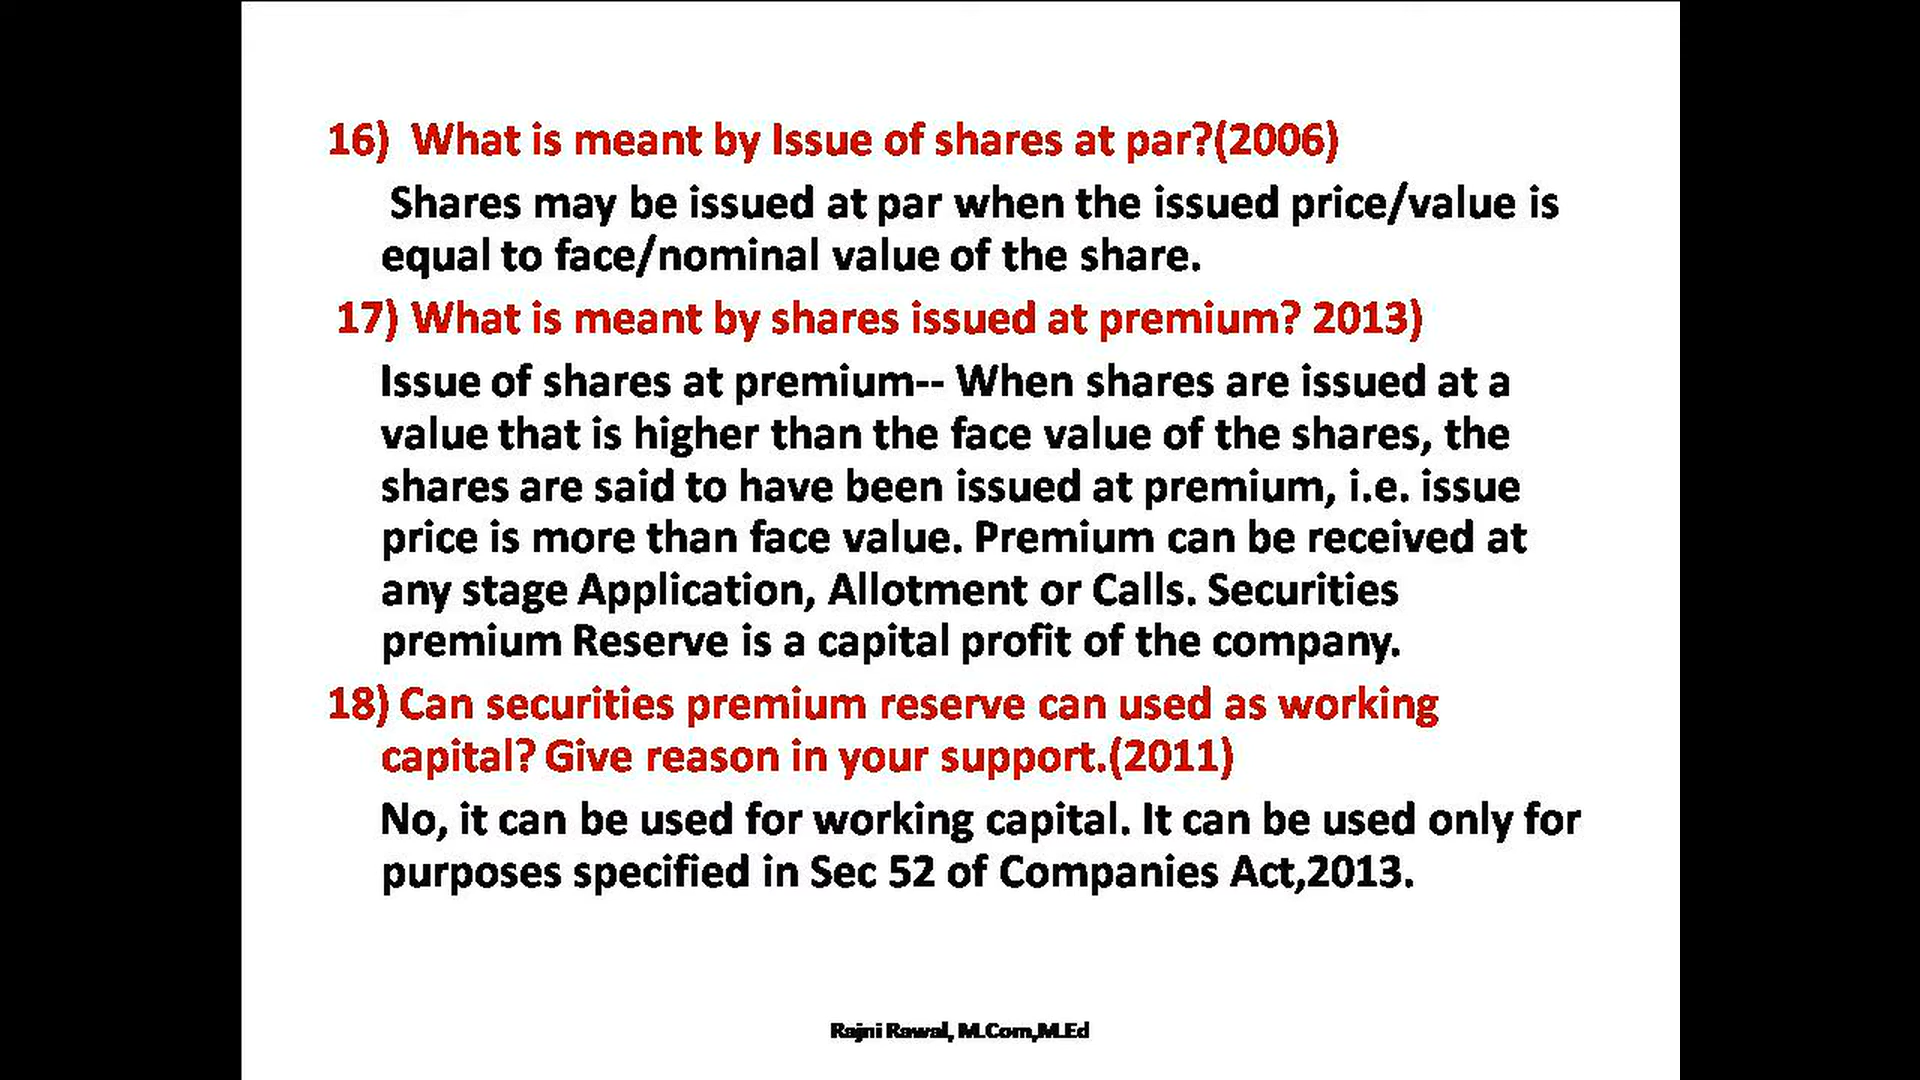 16) What is meant by Issue of shares at par?(2006)
Shares may be issued at par when the issued price/value is
equal to face/nominal value of the share.
17) What is meant by shares issued at premium? 2013)
Issue of shares at premium-- When shares are issued at a
value that is higher than the face value of the shares, the
shares are said to have been issued at premium, i.e. issue
price is more than face value. Premium can be received at
any stage Application, Allotment or Calls. Securities
premium Reserve is a capital profit of the company.
18) Can securities premium reserve can used as working
capital? Give reason in your support.(2011)
No, it can be used for working capital. It can be used only for
purposes specified in Sec 52 of Companies Act,2013.
Rajni Rawal, M.Com,M.Ed